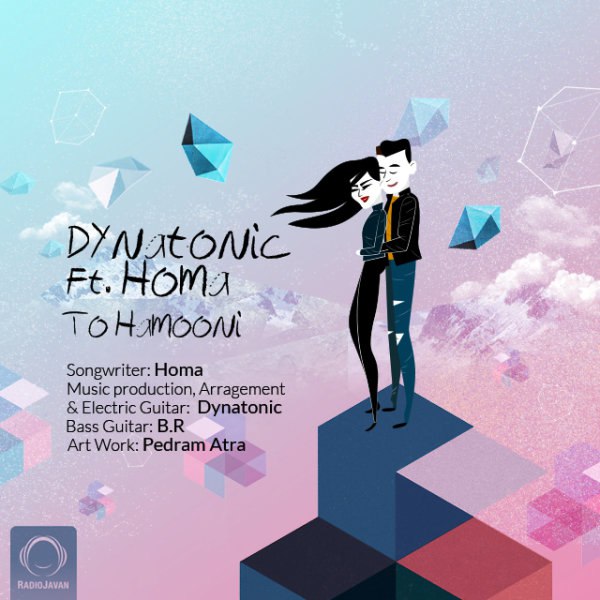 DYNatoNiC
Ft. HOMa
To HaMOONi
Songwriter: Homa
Music production, Arragement
& Electric Guitar: Dynatonic
Bass Guitar: B.R
Art Work: Pedram Atra
RADIOJAVAN